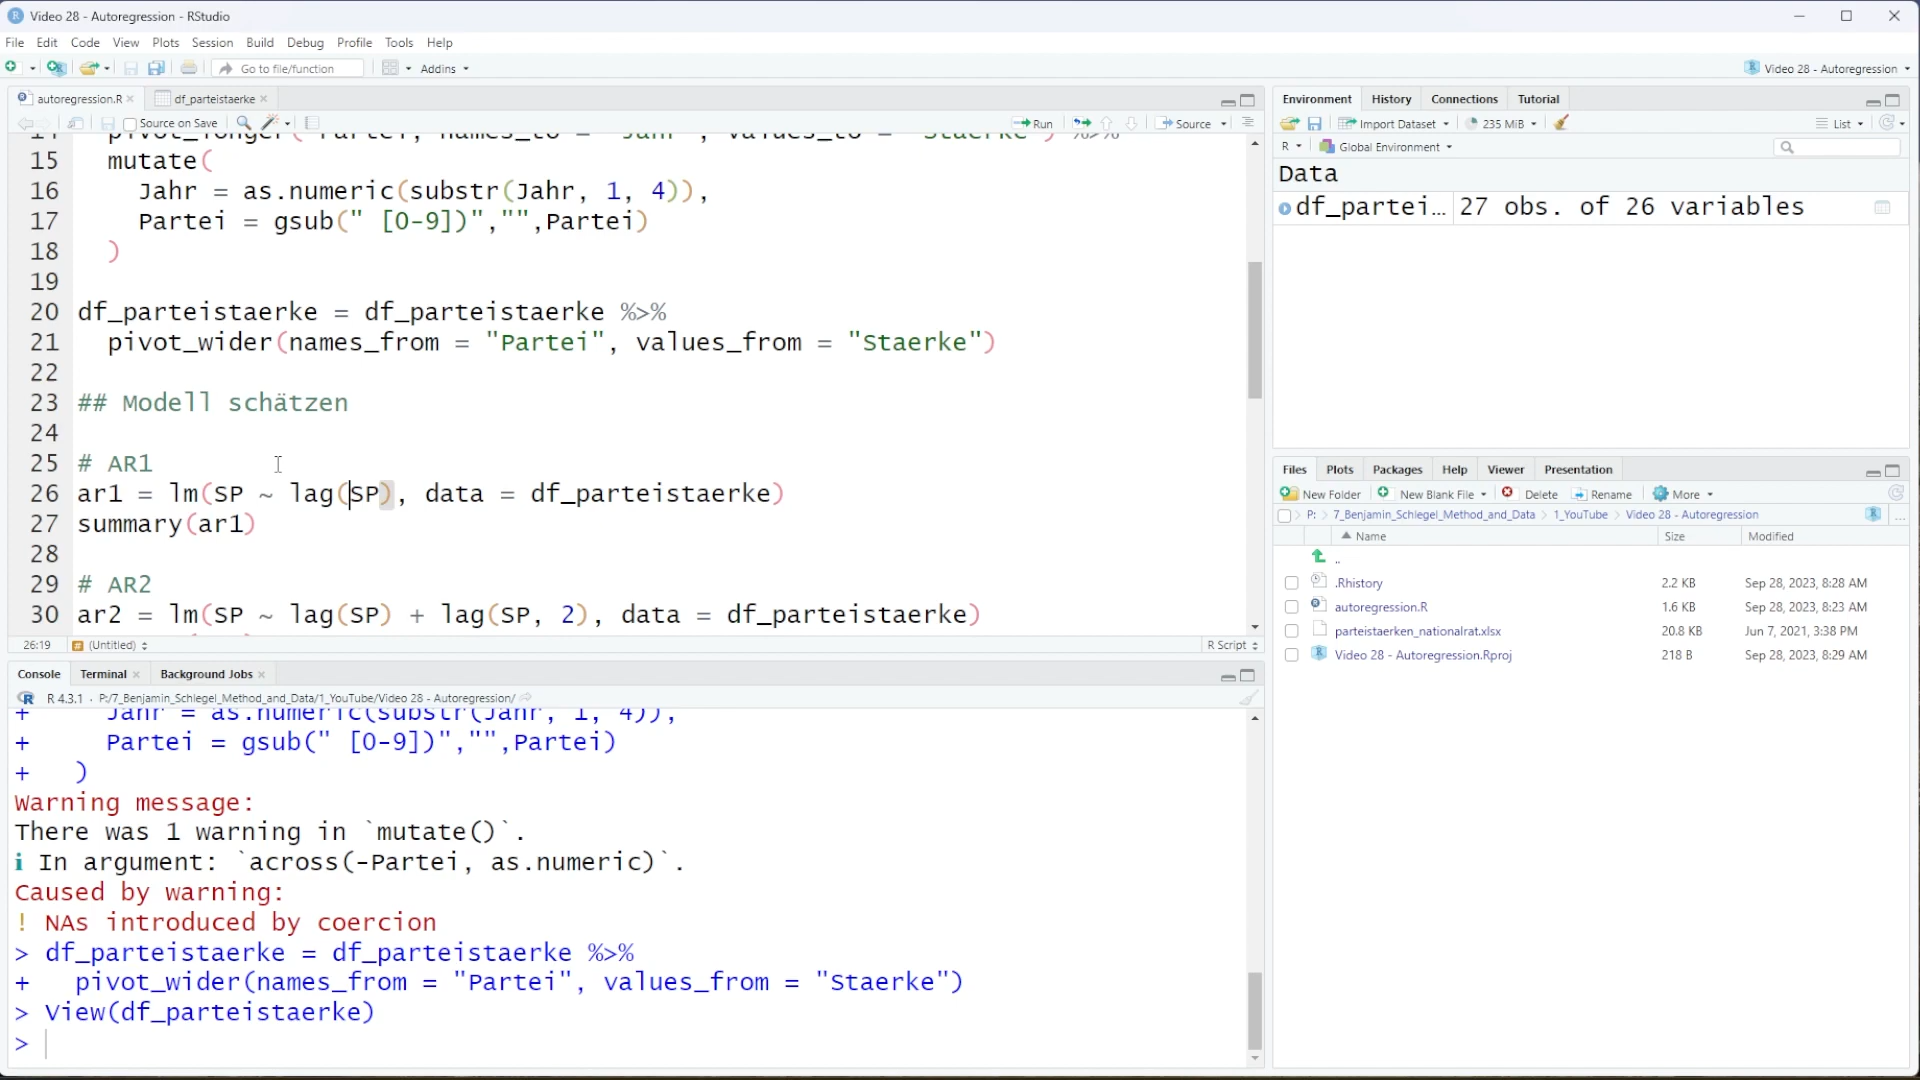 Video 28 - Autoregression - RStudio
File Edit Code View Plots Session Build Debug Profile Tools Help
Go to file/function Addins Video 28 - Autoregression
autoregression.R df_parteistaerke
Source on Save Run Source
15 mutate(
16 Jahr = as.numeric(substr(Jahr, 1, 4)),
17 Partei = gsub(" [0-9])","",Partei)
18 )
19
20 df_parteistaerke = df_parteistaerke %>%
21 pivot_wider(names_from = "Partei", values_from = "Staerke")
22
23 ## Modell schätzen
24
25 # AR1
26 ar1 = lm(SP ~ lag(SP), data = df_parteistaerke)
27 summary(ar1)
28
29 # AR2
30 ar2 = lm(SP ~ lag(SP) + lag(SP, 2), data = df_parteistaerke)
26:19 (Untitled) R Script
Console Terminal Background Jobs
R 4.3.1 · P:/7_Benjamin_Schlegel_Method_and_Data/1_YouTube/Video 28 - Autoregression/
+ Jahr = as.numeric(substr(Jahr, 1, 4)),
+ Partei = gsub(" [0-9])","",Partei)
+ )
Warning message:
There was 1 warning in `mutate()`.
ℹ In argument: `across(-Partei, as.numeric)`.
Caused by warning:
! NAs introduced by coercion
> df_parteistaerke = df_parteistaerke %>%
+ pivot_wider(names_from = "Partei", values_from = "Staerke")
> View(df_parteistaerke)
>
Environment History Connections Tutorial
Import Dataset 235 MiB List
R Global Environment
Data
df_partei… 27 obs. of 26 variables
Files Plots Packages Help Viewer Presentation
New Folder New Blank File Delete Rename More
P: 7_Benjamin_Schlegel_Method_and_Data 1_YouTube Video 28 - Autoregression ...
Name Size Modified
..
.Rhistory 2.2 KB Sep 28, 2023, 8:28 AM
autoregression.R 1.6 KB Sep 28, 2023, 8:23 AM
parteistaerken_nationalrat.xlsx 20.8 KB Jun 7, 2021, 3:38 PM
Video 28 - Autoregression.Rproj 218 B Sep 28, 2023, 8:29 AM